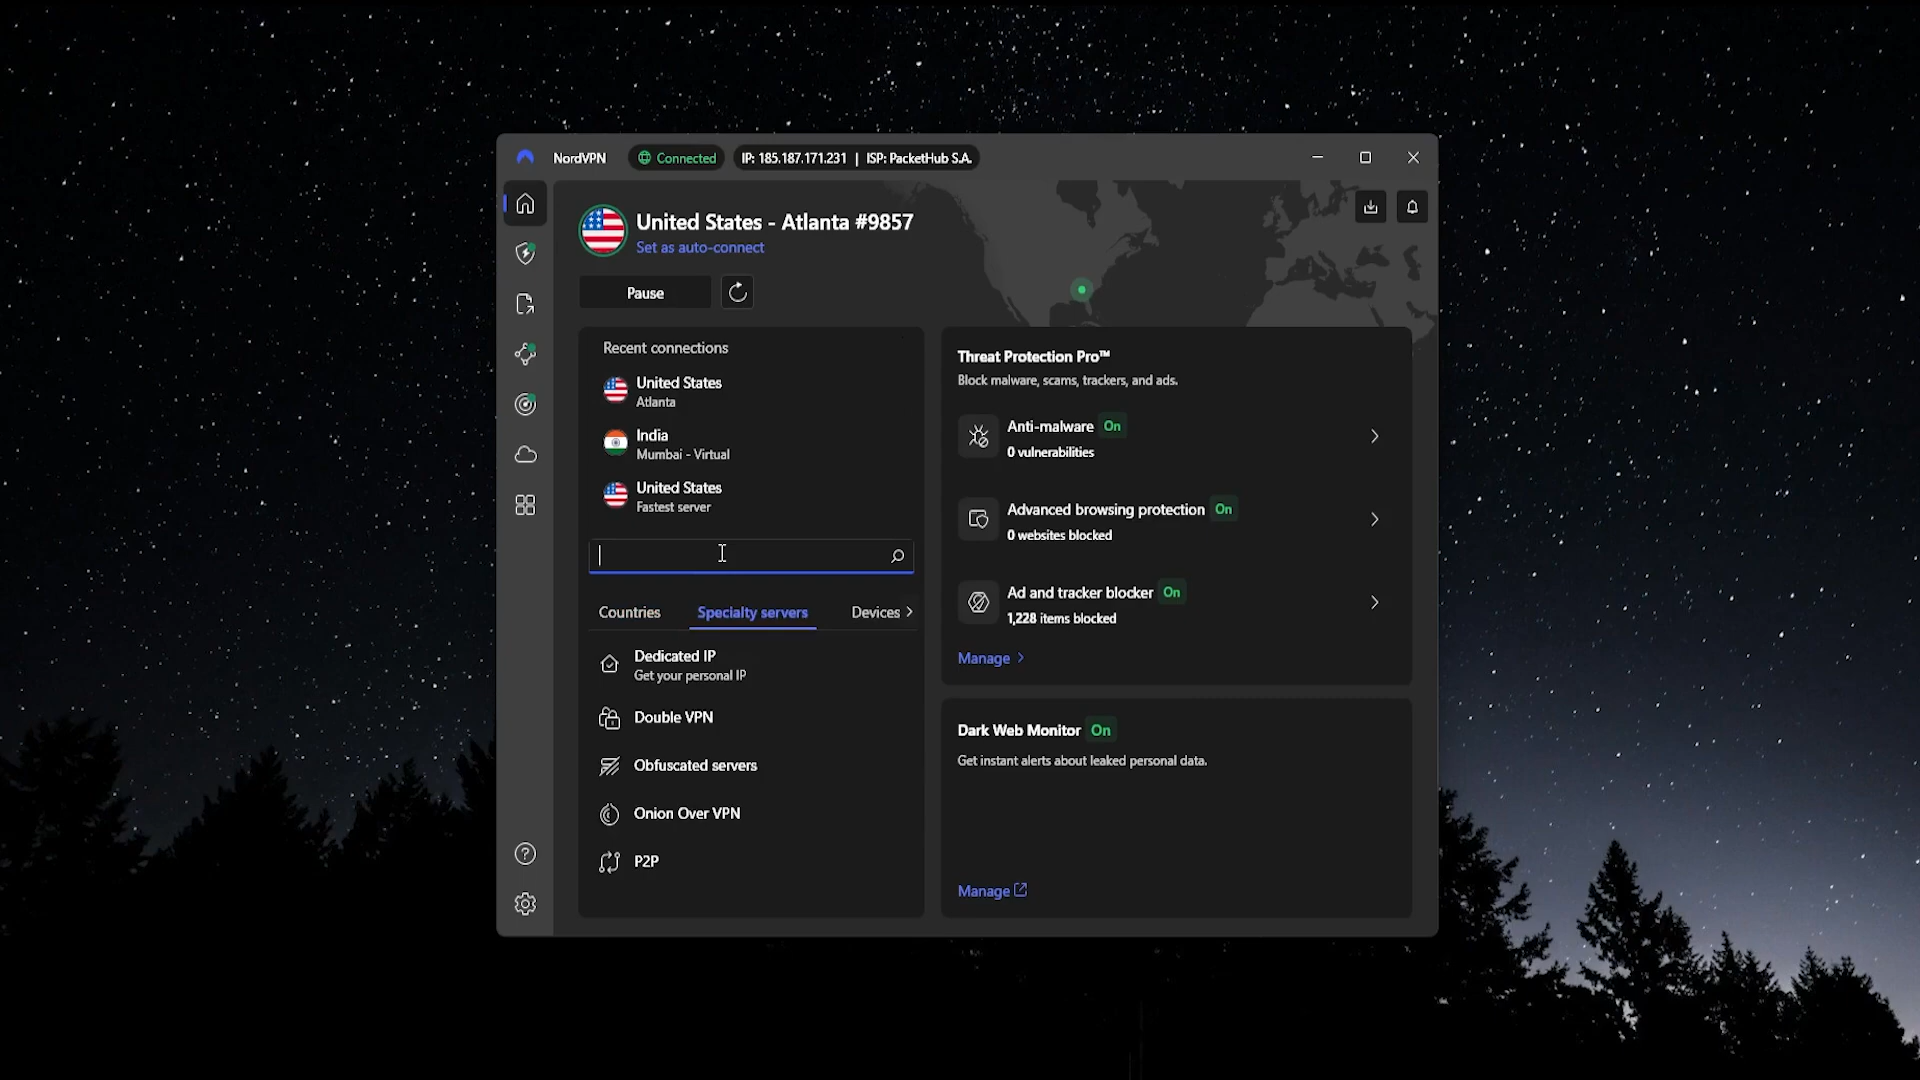 NordVPN
Connected
IP: 185.187.171.231 | ISP: PacketHub S.A.
United States - Atlanta #9857
Set as auto-connect
Pause
Recent connections
United States
Atlanta
India
Mumbai - Virtual
United States
Fastest server
Countries
Specialty servers
Devices
Dedicated IP
Get your personal IP
Double VPN
Obfuscated servers
Onion Over VPN
P2P
Threat Protection Pro™
Block malware, scams, trackers, and ads.
Anti-malware On
0 vulnerabilities
Advanced browsing protection On
0 websites blocked
Ad and tracker blocker On
1,228 items blocked
Manage
Dark Web Monitor On
Get instant alerts about leaked personal data.
Manage